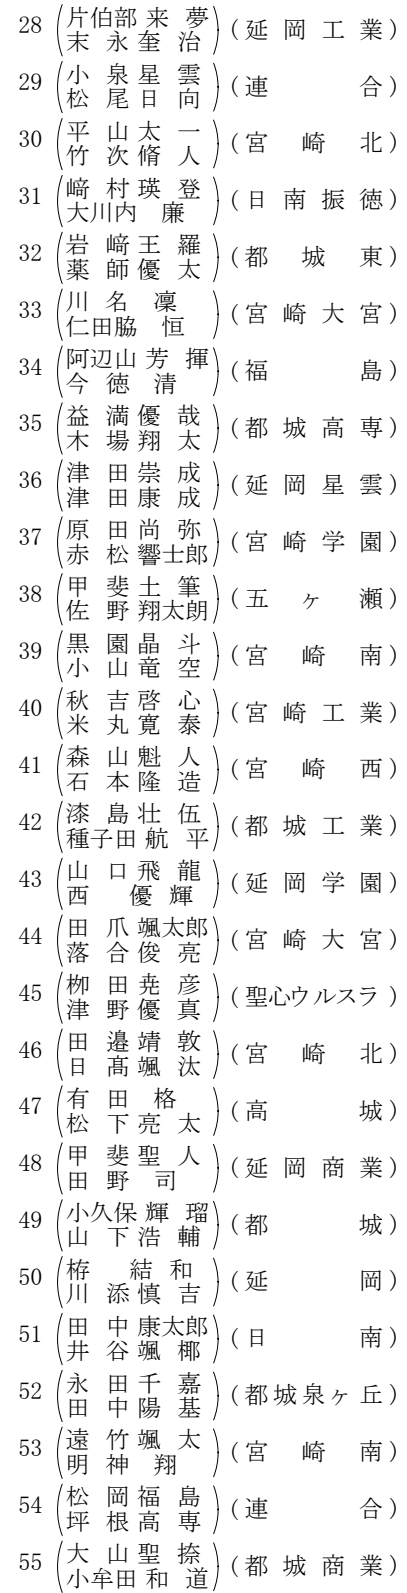 28 片伯部 来 夢
末 永 奎 治 (延 岡 工 業)
29 小 泉 星 雲
松 尾 日 向 (連 合)
30 平 山 太 一
竹 次 脩 人 (宮 崎 北)
31 﨑 村 瑛 登
大川内 廉 (日 南 振 徳)
32 岩 﨑 王 羅
薬 師 優 太 (都 城 東)
33 川 名 凜
仁田脇 恒 (宮 崎 大 宮)
34 阿辺山 芳 揮
今 徳 清 (福 島)
35 益 満 優 哉
木 場 翔 太 (都 城 高 専)
36 津 田 崇 成
津 田 康 成 (延 岡 星 雲)
37 原 田 尚 弥
赤 松 響士郎 (宮 崎 学 園)
38 甲 斐 土 筆
佐 野 翔太朗 (五 ヶ 瀬)
39 黒 園 晶 斗
小 山 竜 空 (宮 崎 南)
40 秋 吉 啓 心
米 丸 寛 泰 (宮 崎 工 業)
41 森 山 魁 人
石 本 隆 造 (宮 崎 西)
42 漆 島 壮 伍
種子田 航 平 (都 城 工 業)
43 山 口 飛 龍
西 優 輝 (延 岡 学 園)
44 田 爪 颯太郎
落 合 俊 亮 (宮 崎 大 宮)
45 栁 田 尭 彦
津 野 優 真 (聖心ウルスラ)
46 田 邉 靖 敦
日 髙 颯 汰 (宮 崎 北)
47 有 田 格
松 下 亮 太 (高 城)
48 甲 斐 聖 人
田 野 司 (延 岡 商 業)
49 小久保 輝 瑠
山 下 浩 輔 (都 城)
50 栫 結 和
川 添 慎 吉 (延 岡)
51 田 中 康太郎
井 谷 颯 椰 (日 南)
52 永 田 千 嘉
田 中 陽 基 (都城泉ヶ丘)
53 遠 竹 颯 太
明 神 翔 (宮 崎 南)
54 松 岡 福 島
坪 根 高 専 (連 合)
55 大 山 聖 捺
小牟田 和 道 (都 城 商 業)